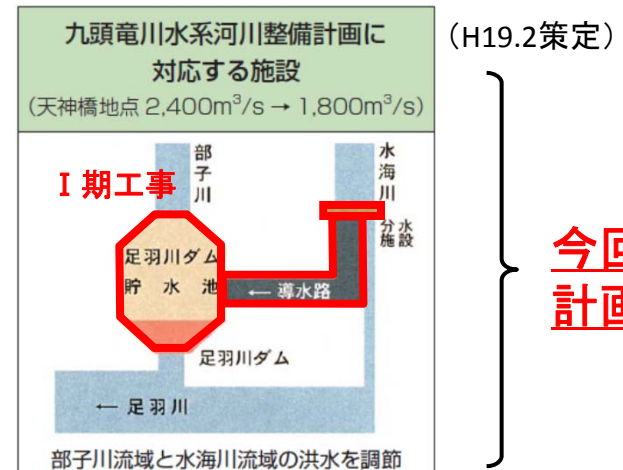 九頭竜川水系河川整備計画に
対応する施設
(天神橋地点 2,400m³/s → 1,800m³/s)
(H19.2策定)
部子川
水海川
Ⅰ期工事
分水施設
足羽川ダム
貯水池
← 導水路
足羽川ダム
← 足羽川
部子川流域と水海川流域の洪水を調節
今回
計画